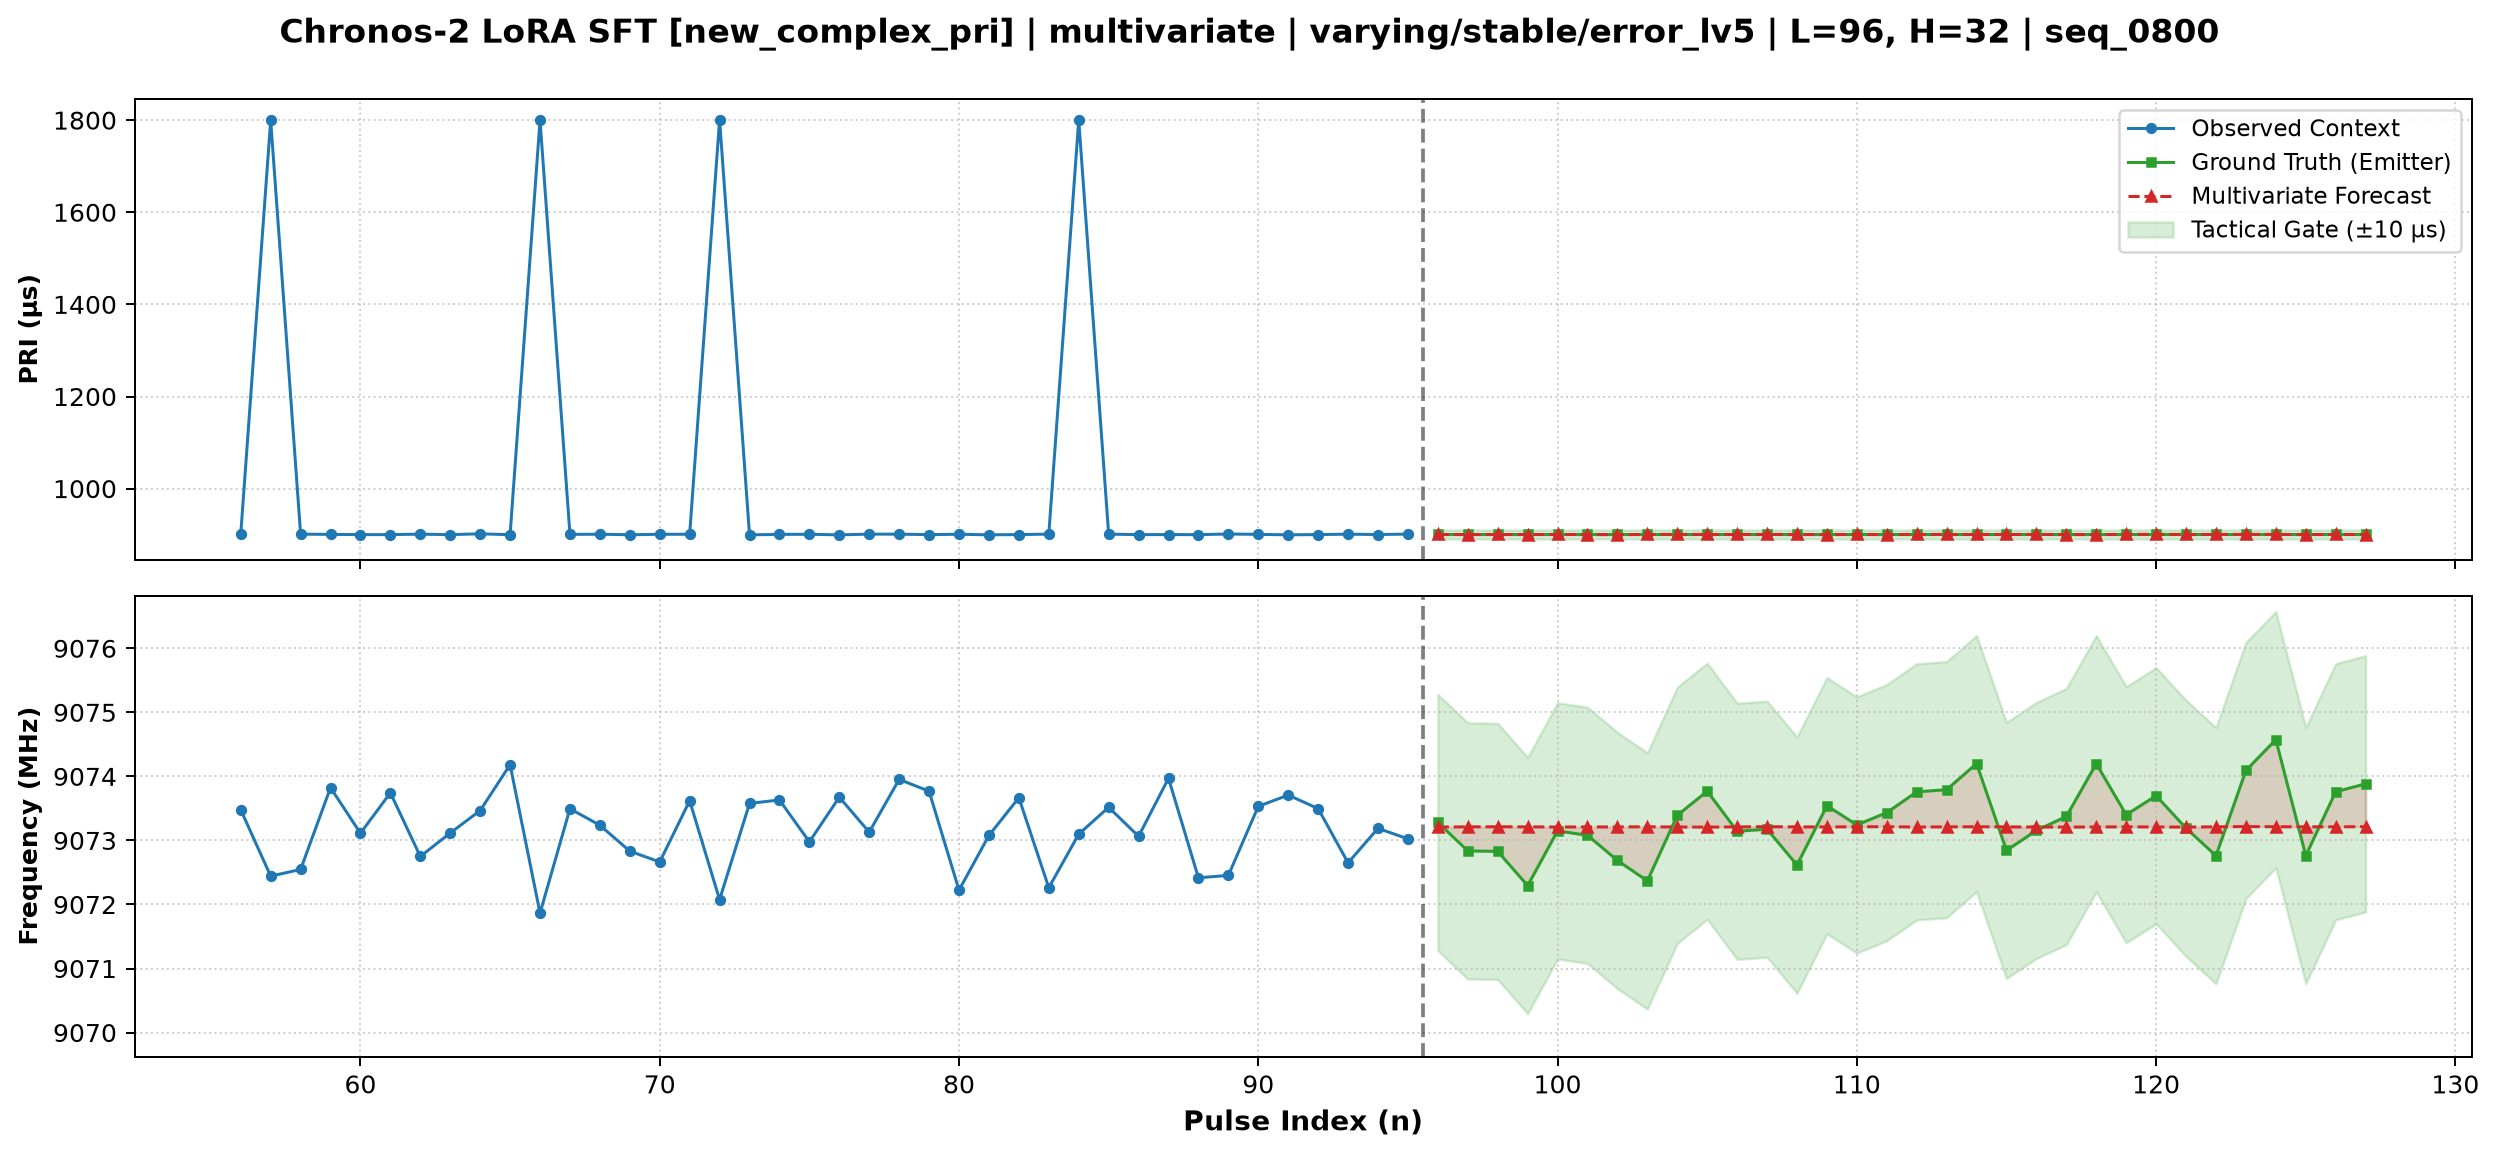 Chronos-2 LoRA SFT [new_complex_pri] | multivariate | varying/stable/error_lv5 | L=96, H=32 | seq_0800
PRI (µs)
1800
1600
1400
1200
1000
Observed Context
Ground Truth (Emitter)
Multivariate Forecast
Tactical Gate (±10 µs)
Frequency (MHz)
9076
9075
9074
9073
9072
9071
9070
60 70 80 90 100 110 120 130
Pulse Index (n)